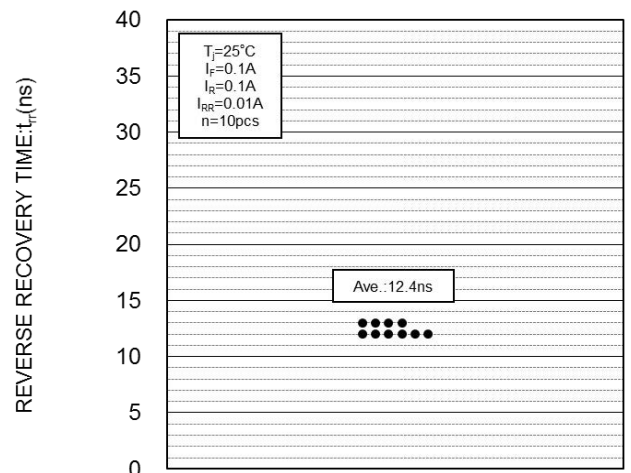 REVERSE RECOVERY TIME:trr(ns)
40
35
30
25
20
15
10
5
0
Tj=25°C
IF=0.1A
IR=0.1A
IRR=0.01A
n=10pcs
Ave.:12.4ns